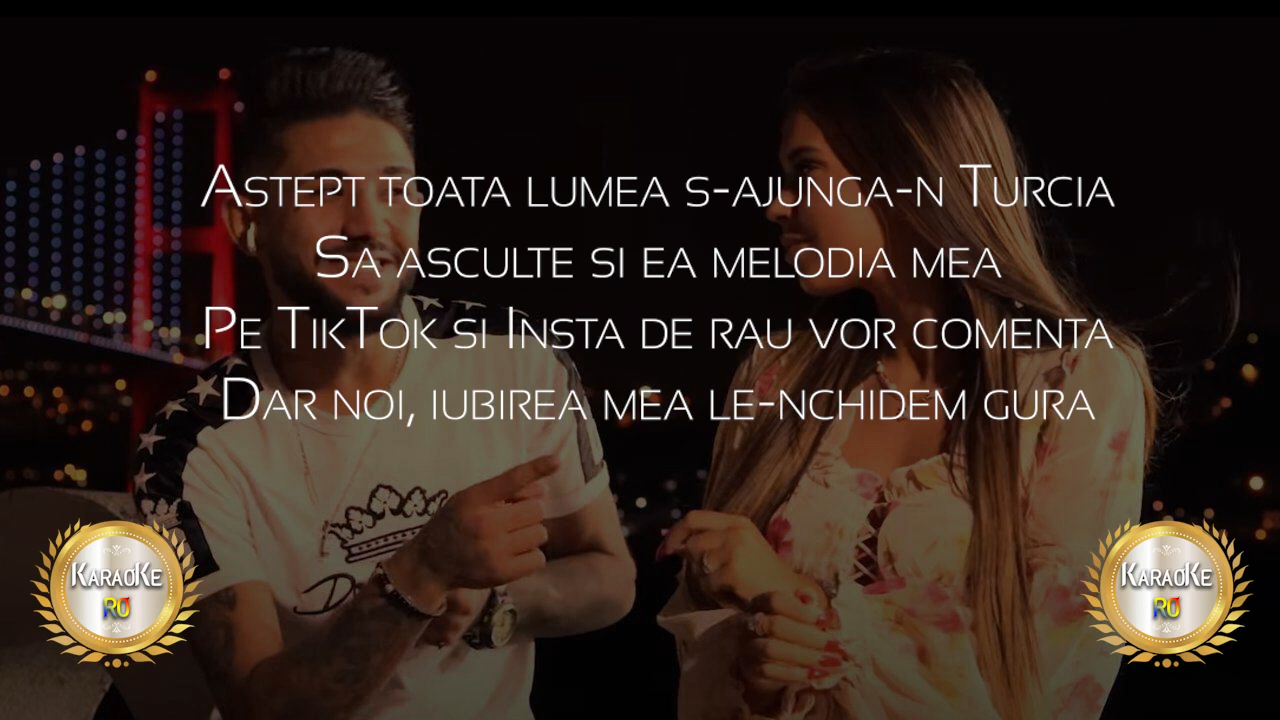 Astept toata lumea s-ajunga-n Turcia
Sa asculte si ea melodia mea
Pe TikTok si Insta de rau vor comenta
Dar noi, iubirea mea le-nchidem gura
KaraoKe
RO
KaraoKe
RO